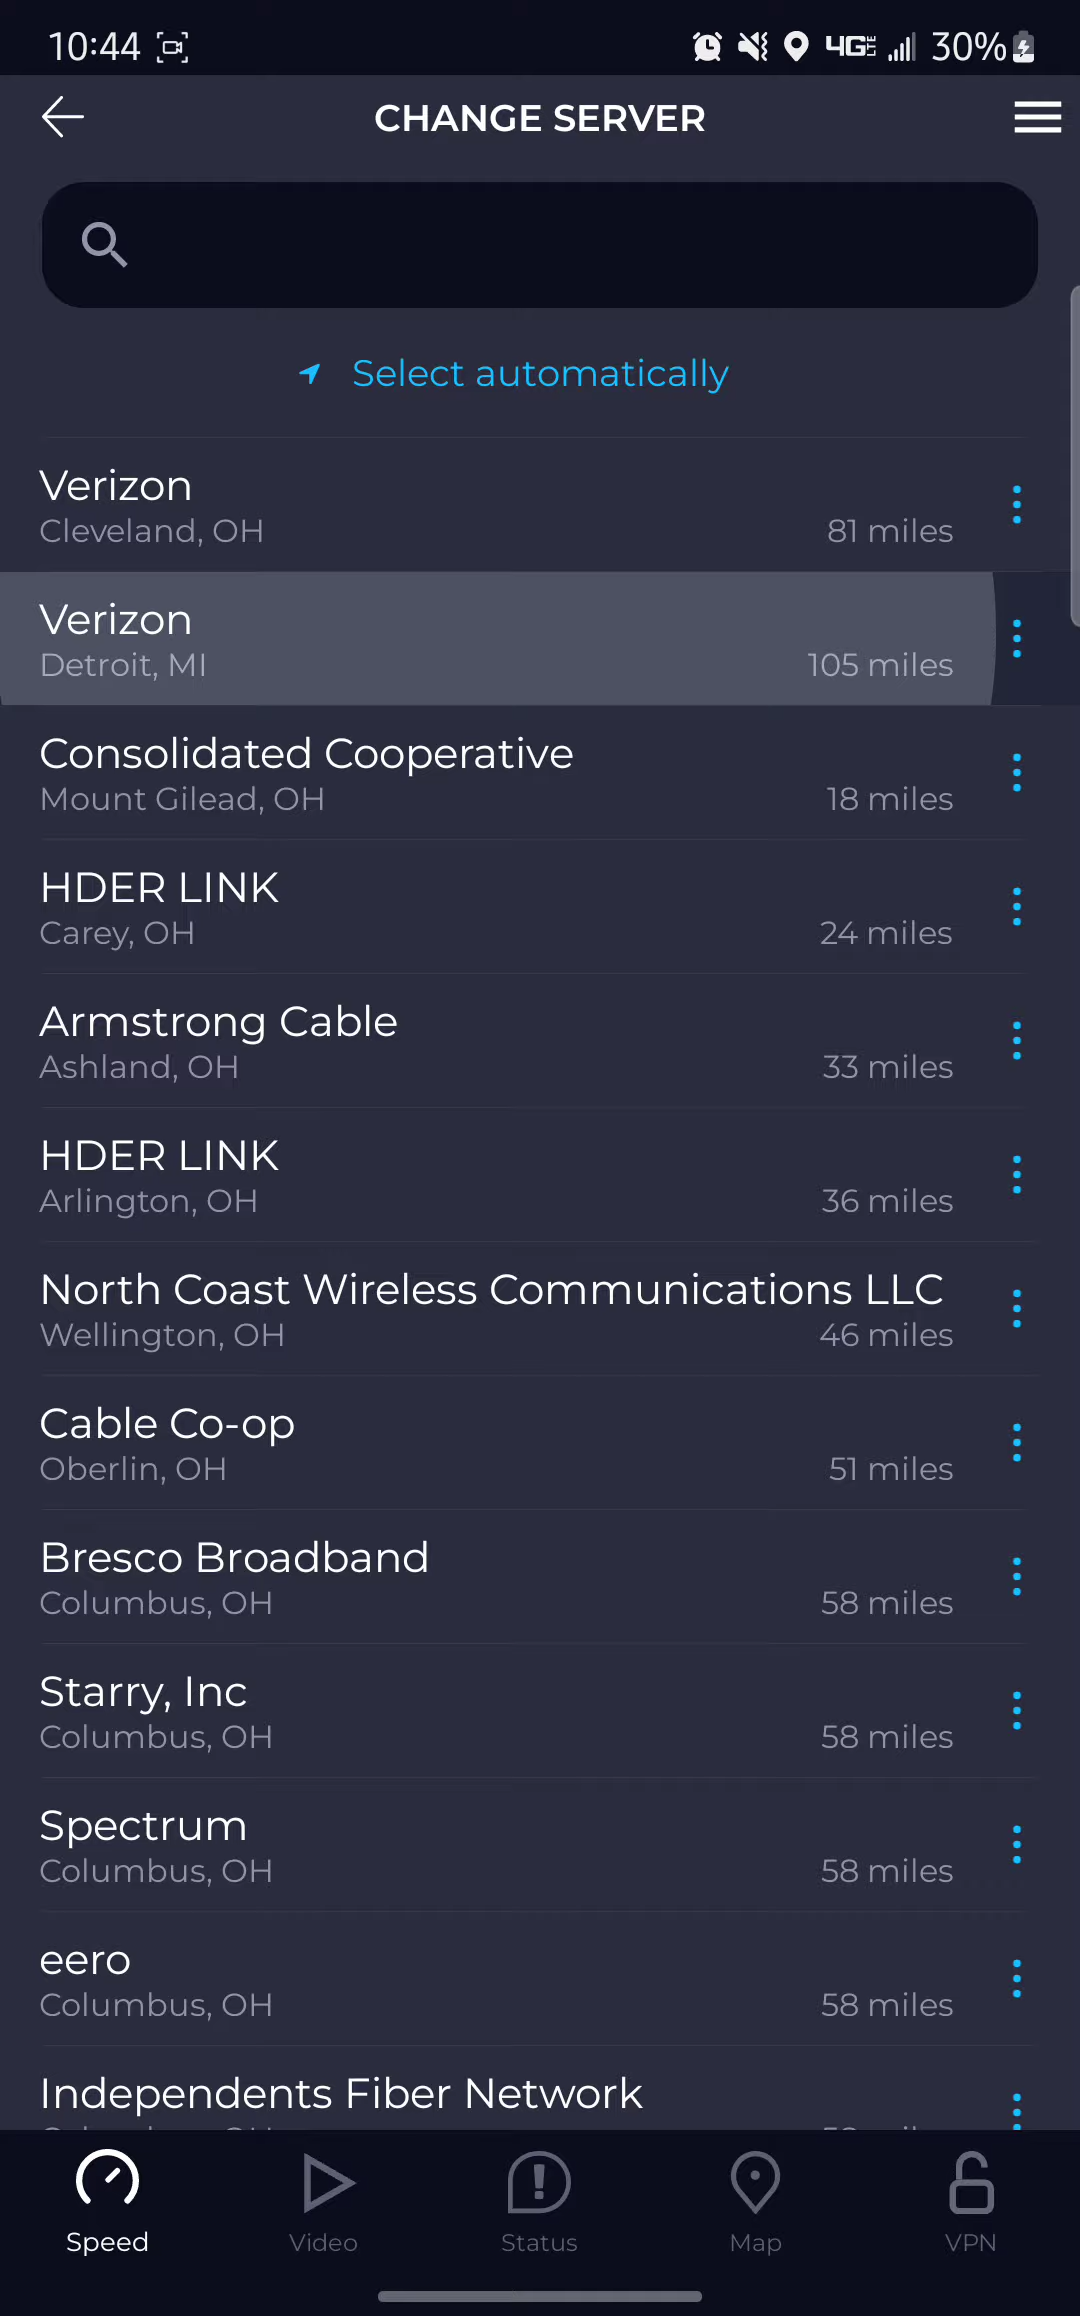 10:44
4G LTE 30%
CHANGE SERVER
Select automatically
Verizon
Cleveland, OH 81 miles
Verizon
Detroit, MI 105 miles
Consolidated Cooperative
Mount Gilead, OH 18 miles
HDER LINK
Carey, OH 24 miles
Armstrong Cable
Ashland, OH 33 miles
HDER LINK
Arlington, OH 36 miles
North Coast Wireless Communications LLC
Wellington, OH 46 miles
Cable Co-op
Oberlin, OH 51 miles
Bresco Broadband
Columbus, OH 58 miles
Starry, Inc
Columbus, OH 58 miles
Spectrum
Columbus, OH 58 miles
eero
Columbus, OH 58 miles
Independents Fiber Network
Speed Video Status Map VPN